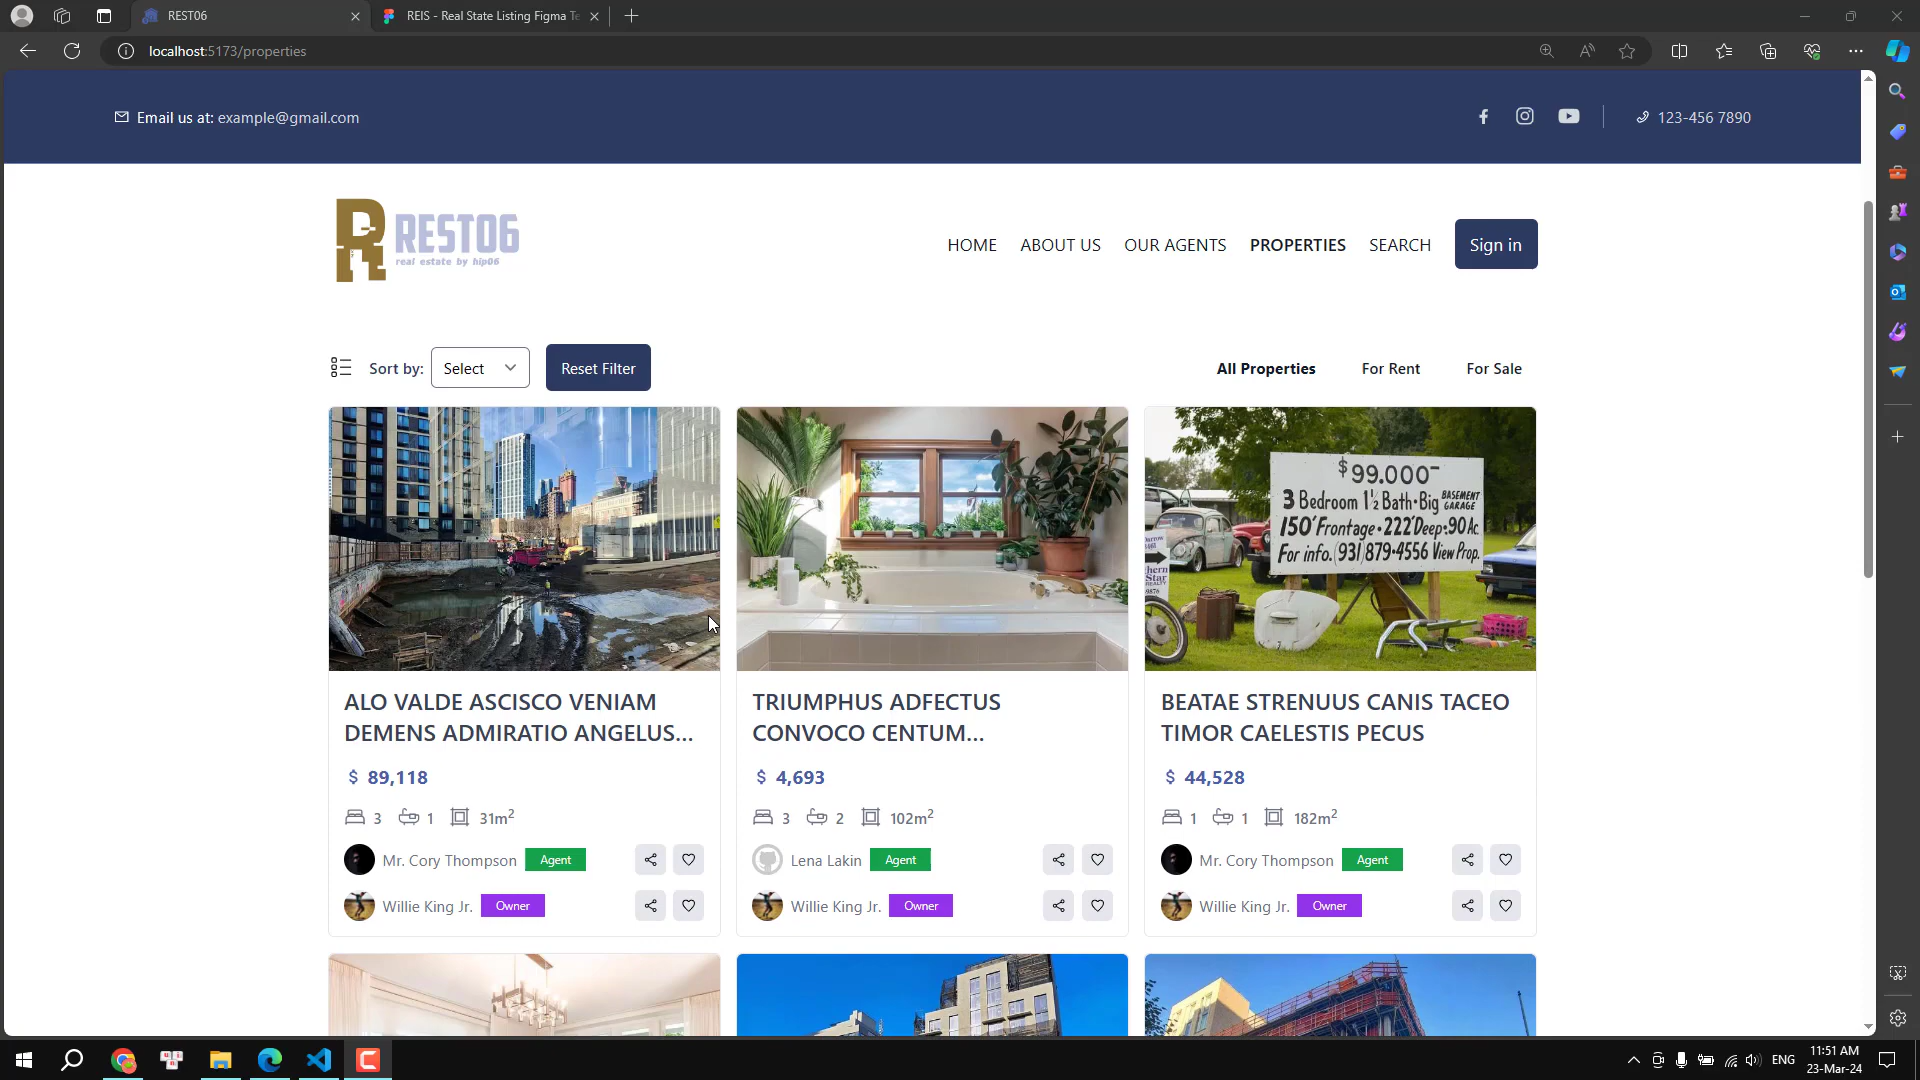 REST06
REIS - Real State Listing Figma Te
localhost:5173/properties
Email us at: example@gmail.com
123-456 7890
REST06
real estate by hip06
HOME
ABOUT US
OUR AGENTS
PROPERTIES
SEARCH
Sign in
Sort by:
Select
Reset Filter
All Properties
For Rent
For Sale
$99.000-
3 Bedroom 1½ Bath•Big BASEMENT GARAGE
150' Frontage•222' Deep•.90 Ac.
For info. (931) 879-4556 View Prop.
ALO VALDE ASCISCO VENIAM
DEMENS ADMIRATIO ANGELUS...
$ 89,118
3 1 31m²
Mr. Cory Thompson Agent
Willie King Jr. Owner
TRIUMPHUS ADFECTUS
CONVOCO CENTUM...
$ 4,693
3 2 102m²
Lena Lakin Agent
Willie King Jr. Owner
BEATAE STRENUUS CANIS TACEO
TIMOR CAELESTIS PECUS
$ 44,528
1 1 182m²
Mr. Cory Thompson Agent
Willie King Jr. Owner
ENG
11:51 AM
23-Mar-24